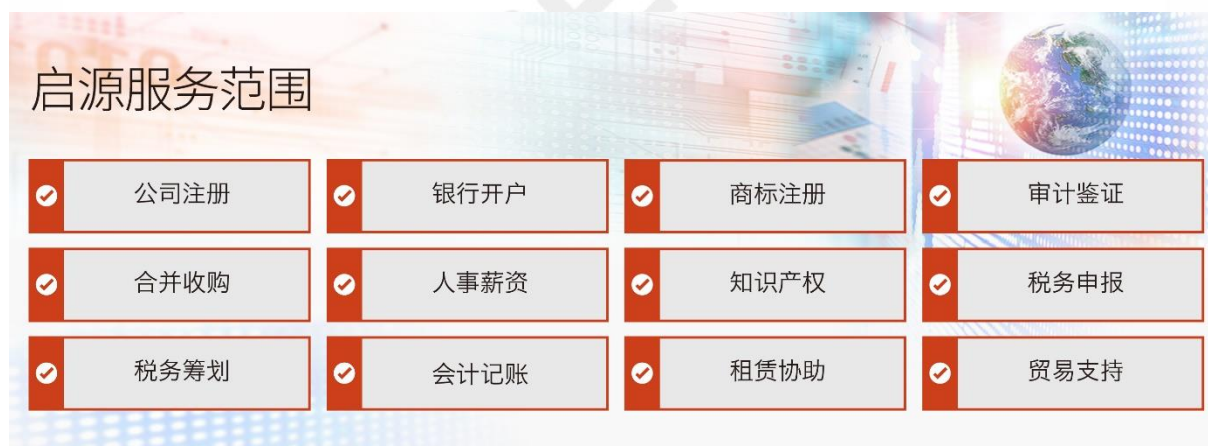 启源服务范围
公司注册
银行开户
商标注册
审计鉴证
合并收购
人事薪资
知识产权
税务申报
税务筹划
会计记账
租赁协助
贸易支持